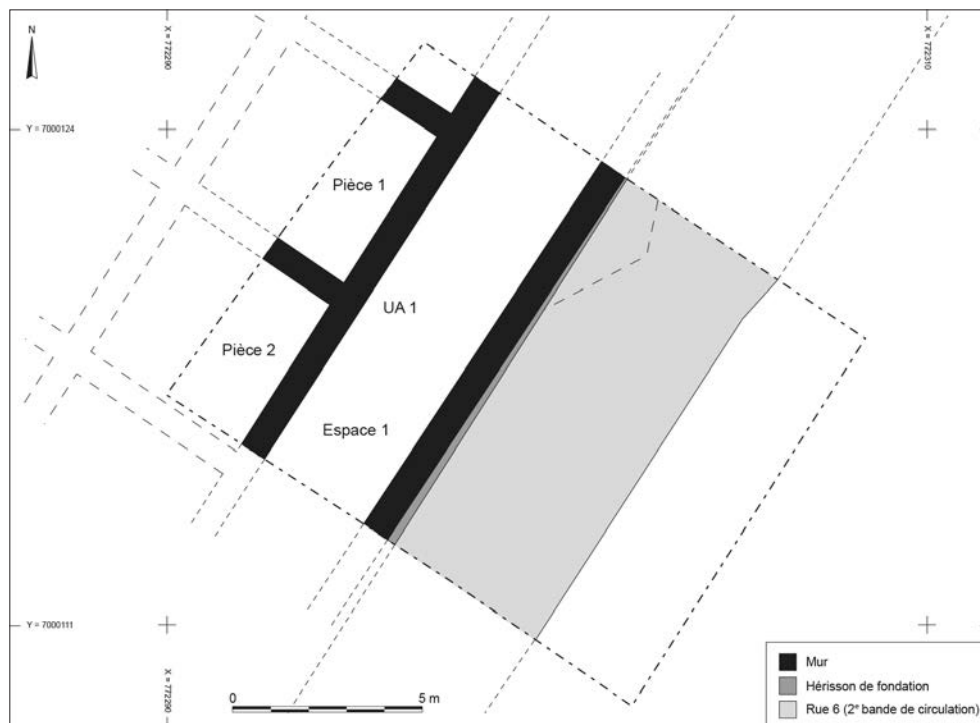 N
X = 772290
X = 772310
Y = 7000124
Pièce 1
UA 1
Pièce 2
Espace 1
Y = 7000111
X = 772290
0 5 m
Mur
Hérisson de fondation
Rue 6 (2e bande de circulation)